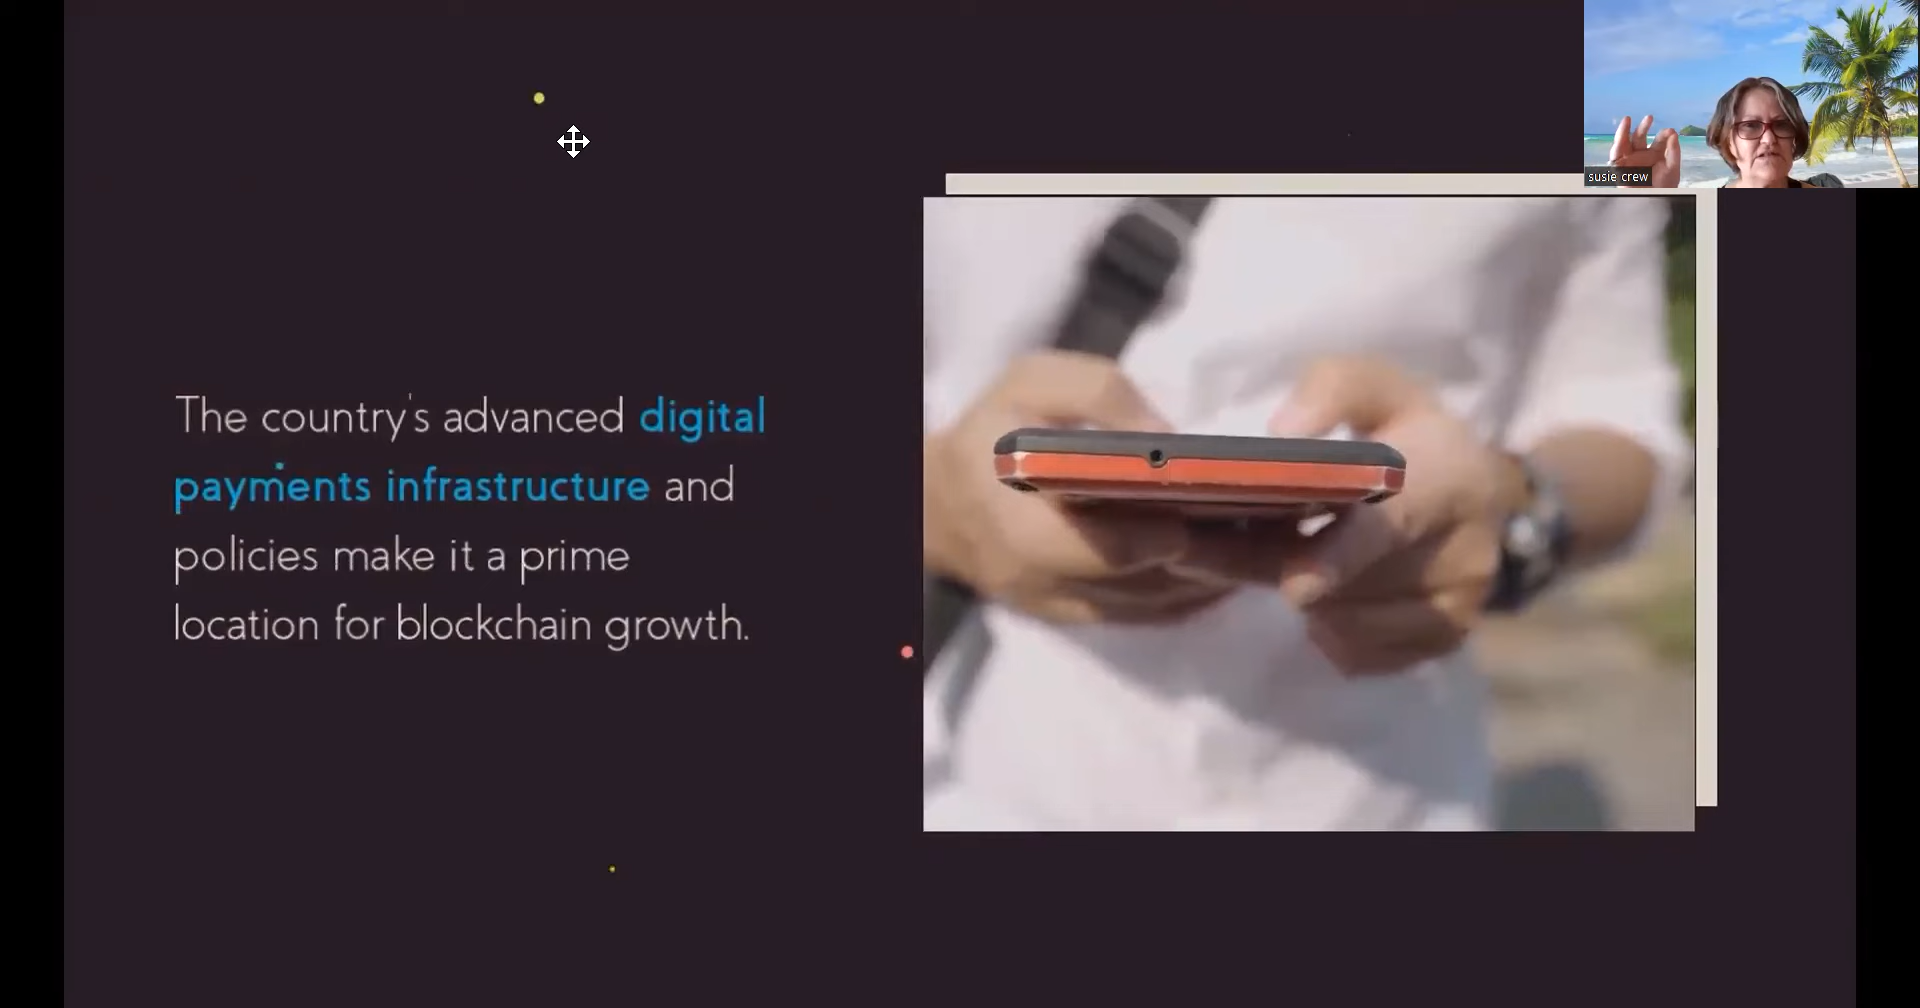 susie crew
The country's advanced digital
payments infrastructure and
policies make it a prime
location for blockchain growth.